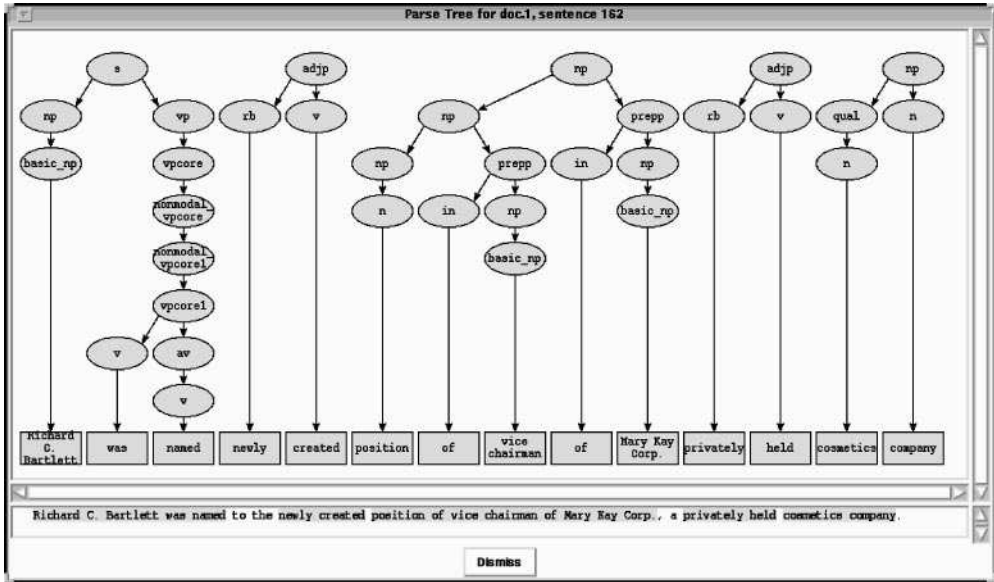 Parse Tree for doc.1, sentence 162
s adjp np adjp np
np vp rb v np prepp rb v qual n
basic_np vpcore np prepp in np n
nonmodal_
vpcore n in np basic_np
nonmodal_
vpcore1 basic_np
vpcore1
v av
v
Richard
C.
Bartlett was named newly created position of vice
chairman of Mary Kay
Corp. privately held cosmetics company
Richard C. Bartlett was named to the newly created position of vice chairman of Mary Kay Corp., a privately held cosmetics company.
Dismiss